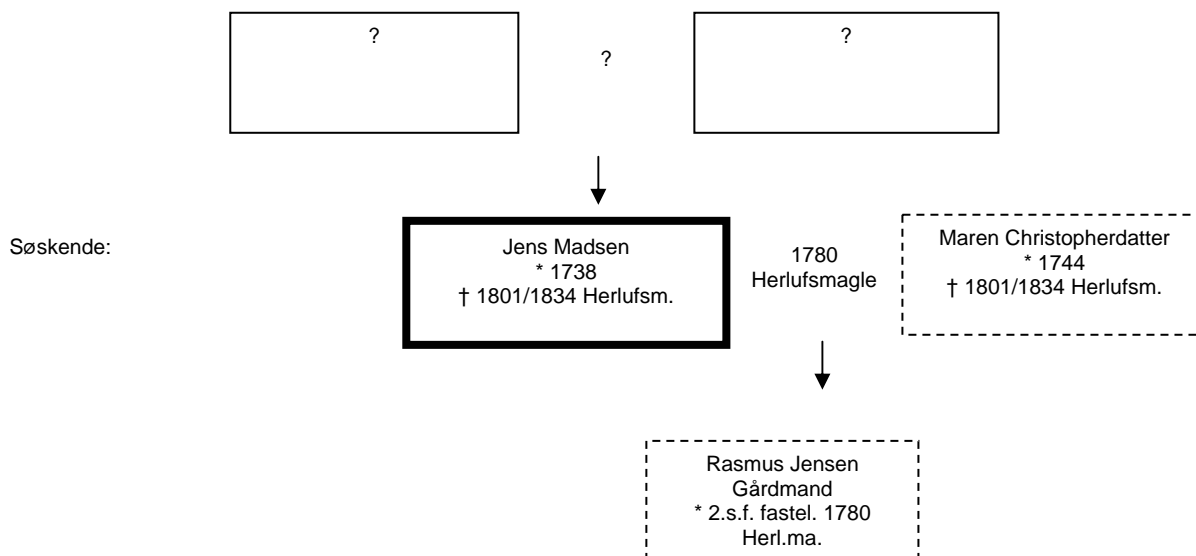 ?
?
?
Søskende:
Jens Madsen
* 1738
† 1801/1834 Herlufsm.
1780
Herlufsmagle
Maren Christopherdatter
* 1744
† 1801/1834 Herlufsm.
Rasmus Jensen
Gårdmand
* 2.s.f. fastel. 1780
Herl.ma.